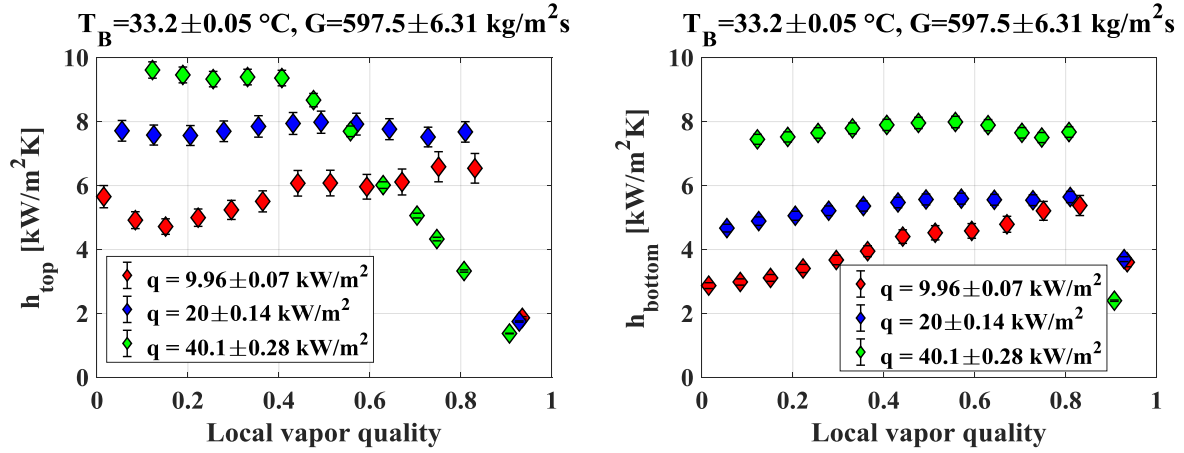 T_B=33.2±0.05 °C, G=597.5±6.31 kg/m²s
10
8
6
4
2
0
h_top [kW/m²K]
q = 9.96±0.07 kW/m²
q = 20±0.14 kW/m²
q = 40.1±0.28 kW/m²
0 0.2 0.4 0.6 0.8 1
Local vapor quality
T_B=33.2±0.05 °C, G=597.5±6.31 kg/m²s
10
8
6
4
2
0
h_bottom [kW/m²K]
q = 9.96±0.07 kW/m²
q = 20±0.14 kW/m²
q = 40.1±0.28 kW/m²
0 0.2 0.4 0.6 0.8 1
Local vapor quality